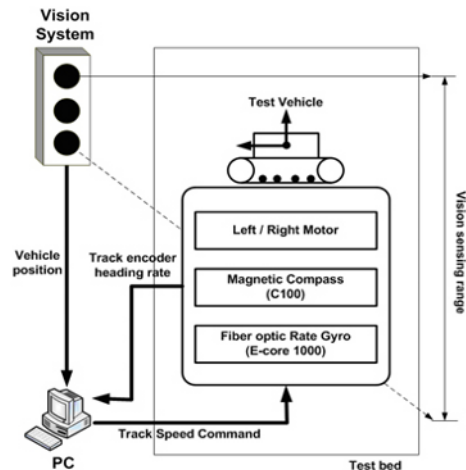 Vision
System
Test Vehicle
Left / Right Motor
Magnetic Compass
(C100)
Fiber optic Rate Gyro
(E-core 1000)
Vehicle
position
Track encoder
heading rate
Vision sensing range
Track Speed Command
PC
Test bed